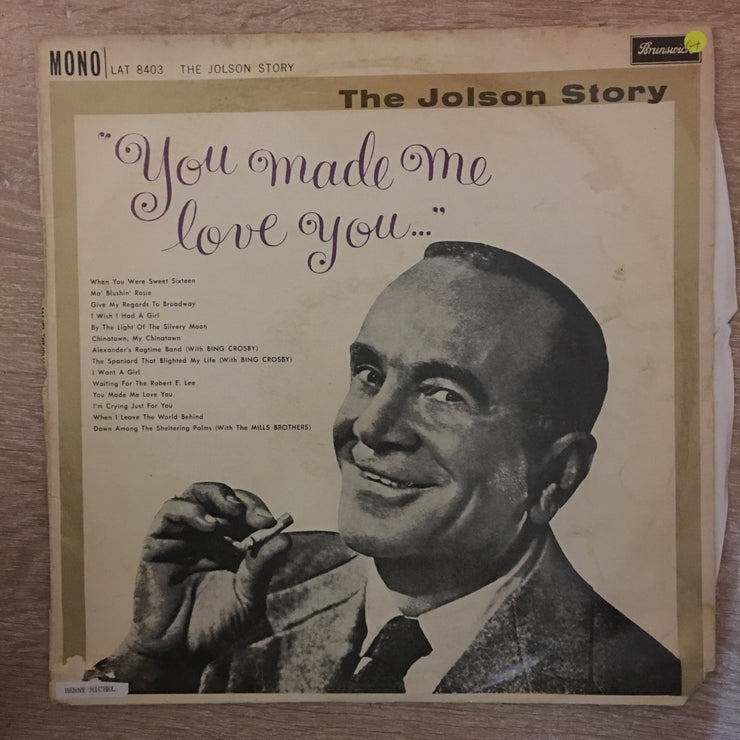 MONO LAT 8403 THE JOLSON STORY
Brunswick
The Jolson Story
"You made me
love you..."
When You Were Sweet Sixteen
Ma' Blushin' Rosie
Give My Regards To Broadway
I Wish I Had A Girl
By The Light Of The Silvery Moon
Chinatown, My Chinatown
Alexander's Ragtime Band (With BING CROSBY)
The Spaniard That Blighted My Life (With BING CROSBY)
I Want A Girl
Waiting For The Robert E. Lee
You Made Me Love You
I'm Crying Just For You
When I Leave The World Behind
Down Among The Sheltering Palms (With The MILLS BROTHERS)
BENNY MICHEL